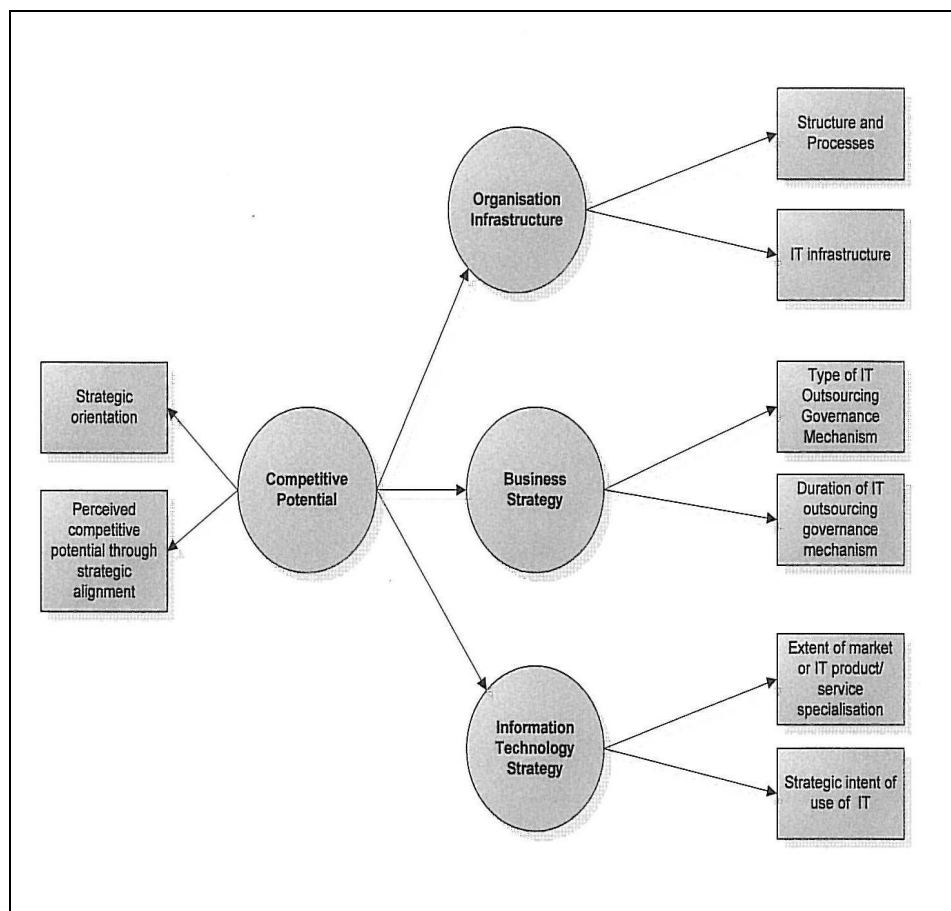 Structure and
Processes
Organisation
Infrastructure
IT infrastructure
Strategic
orientation
Type of IT
Outsourcing
Governance
Mechanism
Competitive
Potential
Business
Strategy
Perceived
competitive
potential through
strategic
alignment
Duration of IT
outsourcing
governance
mechanism
Extent of market
or IT product/
service
specialisation
Information
Technology
Strategy
Strategic intent of
use of IT